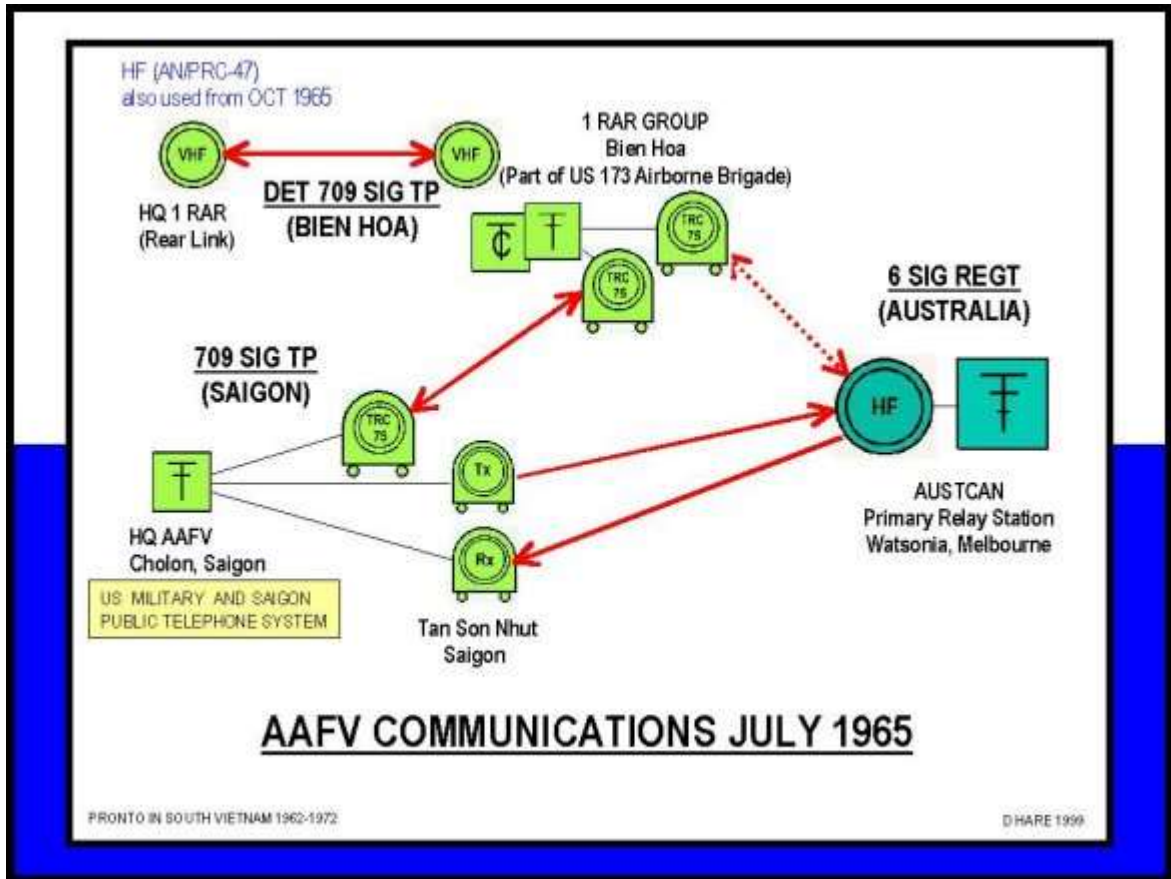 HF (AN/PRC-47)
also used from OCT 1965
VHF
VHF
HQ 1 RAR
(Rear Link)
DET 709 SIG TP
(BIEN HOA)
1 RAR GROUP
Bien Hoa
(Part of US 173 Airborne Brigade)
TRC
75
TRC
75
6 SIG REGT
(AUSTRALIA)
709 SIG TP
(SAIGON)
TRC
75
HF
Tx
Rx
HQ AAFV
Cholon, Saigon
US MILITARY AND SAIGON
PUBLIC TELEPHONE SYSTEM
Tan Son Nhut
Saigon
AUSTCAN
Primary Relay Station
Watsonia, Melbourne
AAFV COMMUNICATIONS JULY 1965
PRONTO IN SOUTH VIETNAM 1962-1972
D HARE 1999